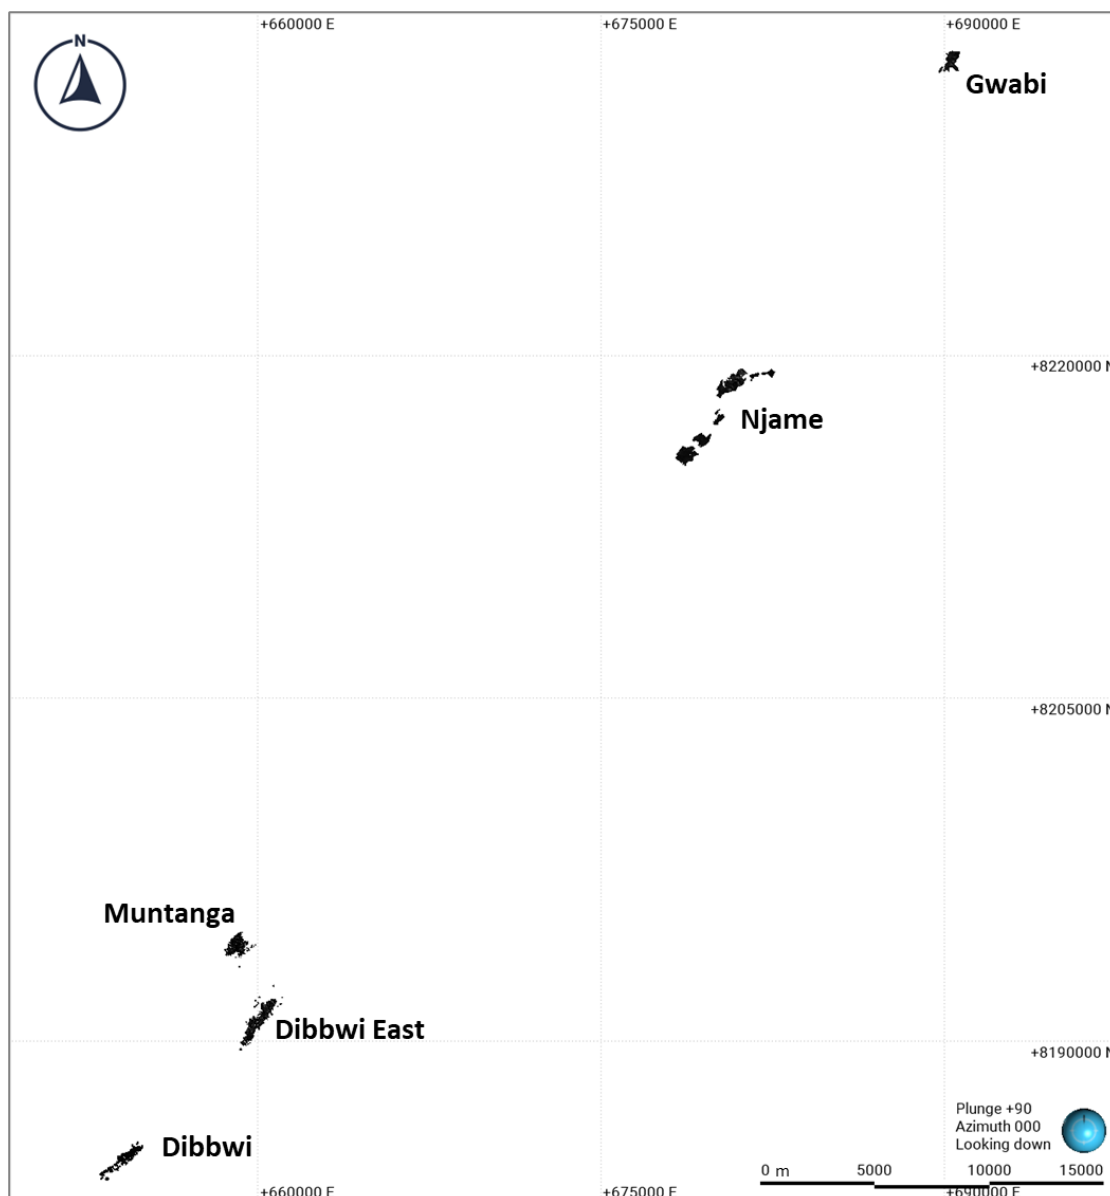 +660000 E
+675000 E
+690000 E
N
Gwabi
+8220000 N
Njame
+8205000 N
Muntanga
Dibbwi East
+8190000 N
Plunge +90
Azimuth 000
Looking down
Dibbwi
0 m 5000 10000 15000
+660000 E
+675000 E
+690000 E